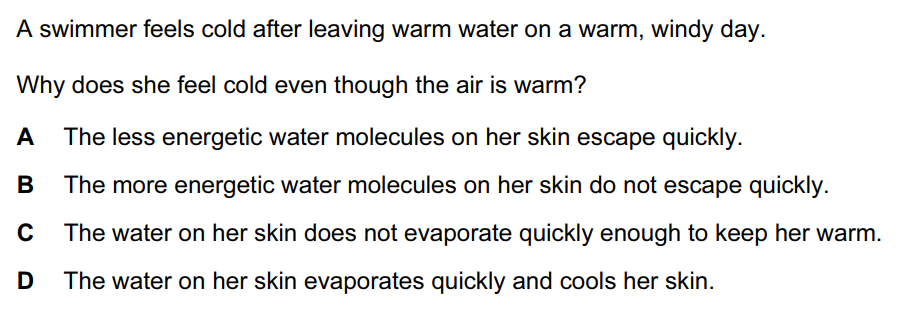 A swimmer feels cold after leaving warm water on a warm, windy day.
Why does she feel cold even though the air is warm?
A The less energetic water molecules on her skin escape quickly.
B The more energetic water molecules on her skin do not escape quickly.
C The water on her skin does not evaporate quickly enough to keep her warm.
D The water on her skin evaporates quickly and cools her skin.